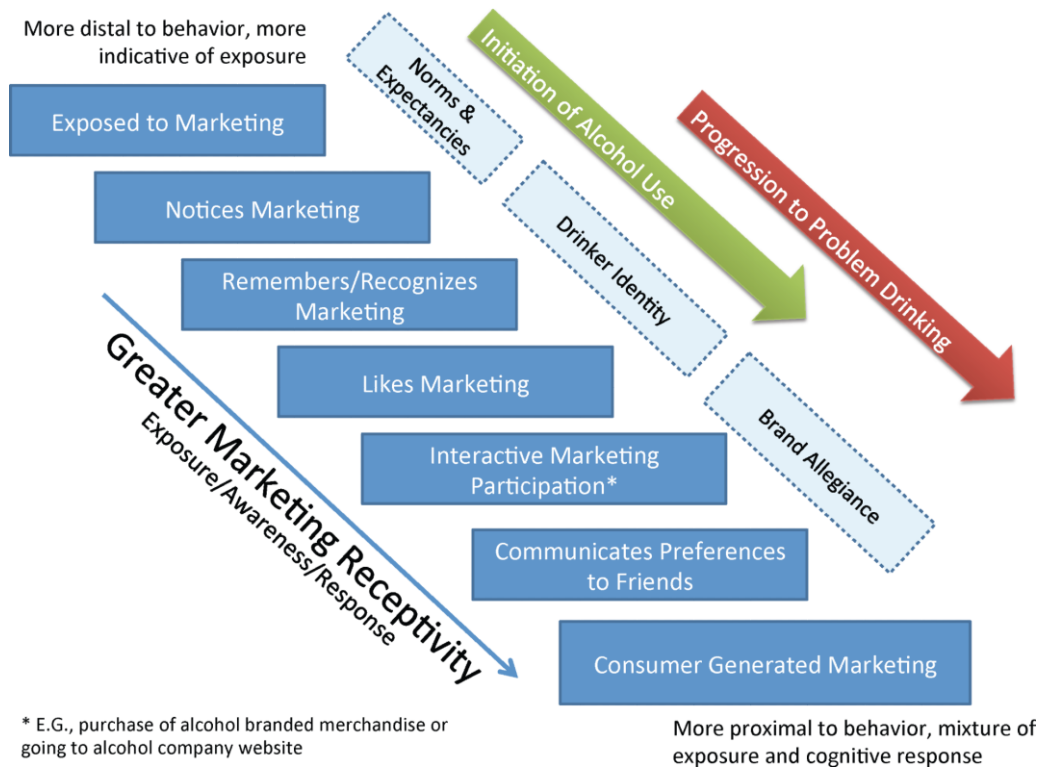 More distal to behavior, more
indicative of exposure
Exposed to Marketing
Notices Marketing
Remembers/Recognizes
Marketing
Likes Marketing
Interactive Marketing
Participation*
Communicates Preferences
to Friends
Consumer Generated Marketing
Norms &
Expectancies
Drinker Identity
Brand Allegiance
Initiation of Alcohol Use
Progression to Problem Drinking
Greater Marketing Receptivity
Exposure/Awareness/Response
* E.G., purchase of alcohol branded merchandise or
going to alcohol company website
More proximal to behavior, mixture of
exposure and cognitive response